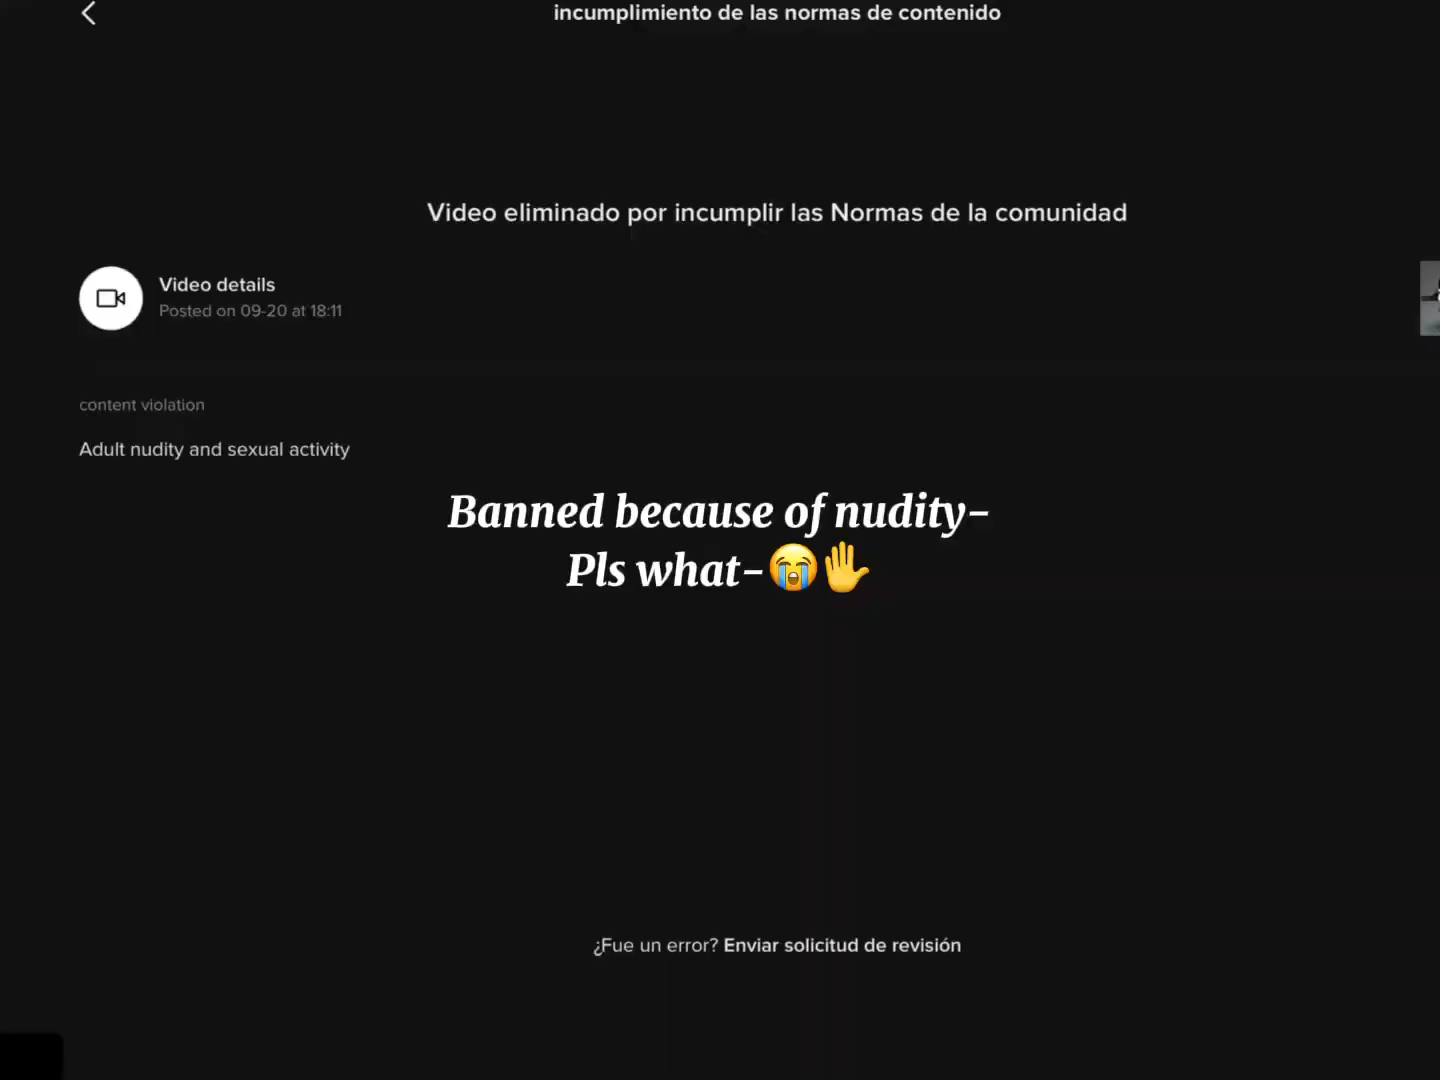 incumplimiento de las normas de contenido
Video eliminado por incumplir las Normas de la comunidad
Video details
Posted on 09-20 at 18:11
content violation
Adult nudity and sexual activity
Banned because of nudity-
Pls what-😭✋
¿Fue un error? Enviar solicitud de revisión